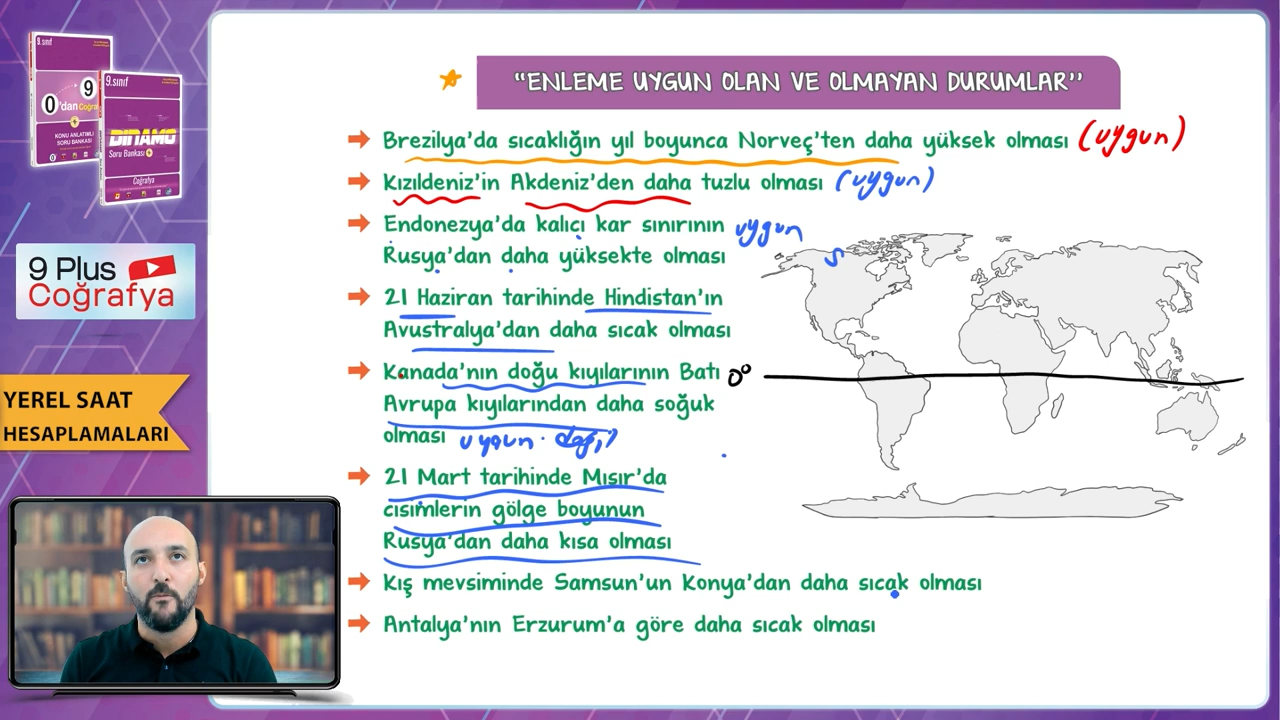 9.sınıf
0'dan 9
Coğrafya
KONU ANLATIMLI
SORU BANKASI
9.sınıf
DİNAMO
Soru Bankası
Coğrafya
9 Plus
Coğrafya
YEREL SAAT
HESAPLAMALARI
"ENLEME UYGUN OLAN VE OLMAYAN DURUMLAR"
Brezilya'da sıcaklığın yıl boyunca Norveç'ten daha yüksek olması (uygun)
Kızıldeniz'in Akdeniz'den daha tuzlu olması (uygun)
Endonezya'da kalıcı kar sınırının uygun
Rusya'dan daha yüksekte olması
21 Haziran tarihinde Hindistan'ın
Avustralya'dan daha sıcak olması
Kanada'nın doğu kıyılarının Batı
Avrupa kıyılarından daha soğuk
olması uygun değil
0°
21 Mart tarihinde Mısır'da
cisimlerin gölge boyunun
Rusya'dan daha kısa olması
Kış mevsiminde Samsun'un Konya'dan daha sıcak olması
Antalya'nın Erzurum'a göre daha sıcak olması